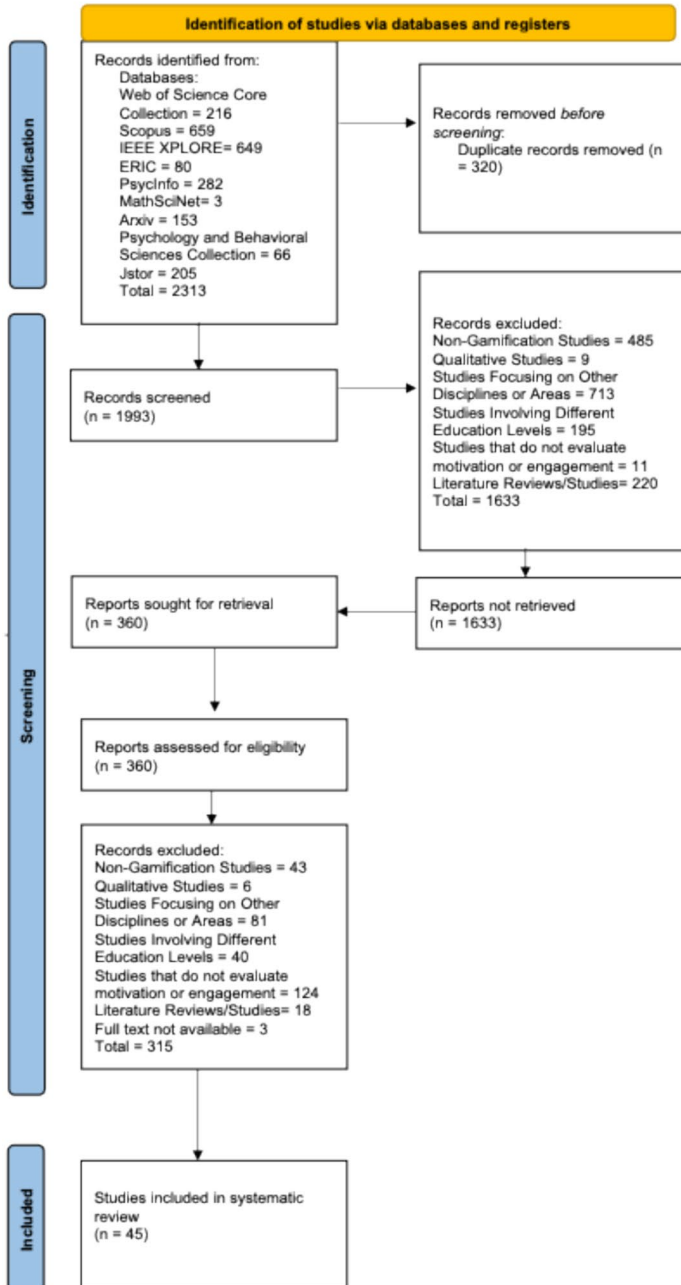 Identification of studies via databases and registers
Identification
Records identified from:
Databases:
Web of Science Core
Collection = 216
Scopus = 659
IEEE XPLORE= 649
ERIC = 80
PsycInfo = 282
MathSciNet= 3
Arxiv = 153
Psychology and Behavioral
Sciences Collection = 66
Jstor = 205
Total = 2313
Records removed before
screening:
Duplicate records removed (n
= 320)
Screening
Records screened
(n = 1993)
Records excluded:
Non-Gamification Studies = 485
Qualitative Studies = 9
Studies Focusing on Other
Disciplines or Areas = 713
Studies Involving Different
Education Levels = 195
Studies that do not evaluate
motivation or engagement = 11
Literature Reviews/Studies= 220
Total = 1633
Reports sought for retrieval
(n = 360)
Reports not retrieved
(n = 1633)
Reports assessed for eligibility
(n = 360)
Records excluded:
Non-Gamification Studies = 43
Qualitative Studies = 6
Studies Focusing on Other
Disciplines or Areas = 81
Studies Involving Different
Education Levels = 40
Studies that do not evaluate
motivation or engagement = 124
Literature Reviews/Studies= 18
Full text not available = 3
Total = 315
Included
Studies included in systematic
review
(n = 45)